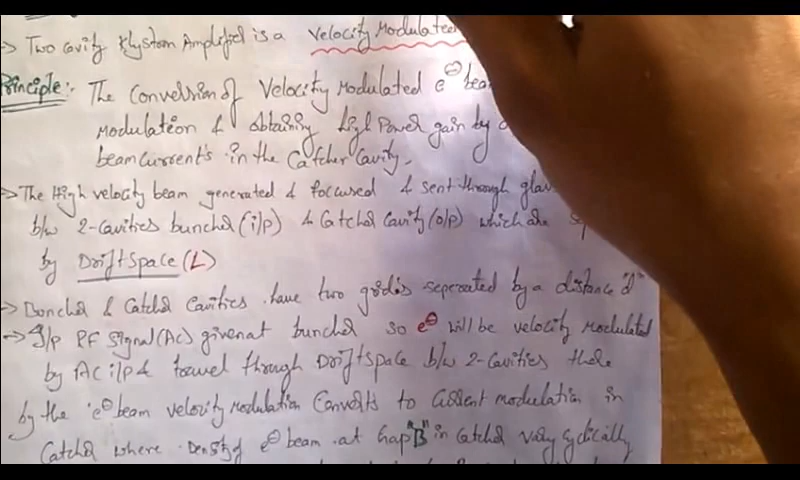 → Two Cavity Klystron Amplifier is a Velocity Modulated
Principle:- The Conversion of Velocity Modulated e⊖ bea
Modulation & obtaining high Power gain by
beam Currents in the Catcher Cavity.
→ The High velocity beam generated & focused & sent through glas
b/w 2-Cavities buncher (i/p) & Catcher Cavity (o/p) which are sep
by Drift Space (L)
→ Buncher & Catcher Cavities have two grids seperated by a distance "d"
→ I/p RF Signal (AC) given at buncher so e⊖ will be velocity Modulated
by AC i/p & travel through Drift space b/w 2-Cavities there
by the e⊖ beam velocity Modulation Converts to Current modulation in
Catcher where Density of e⊖ beam at Gap "B" in Catcher vary cyclically